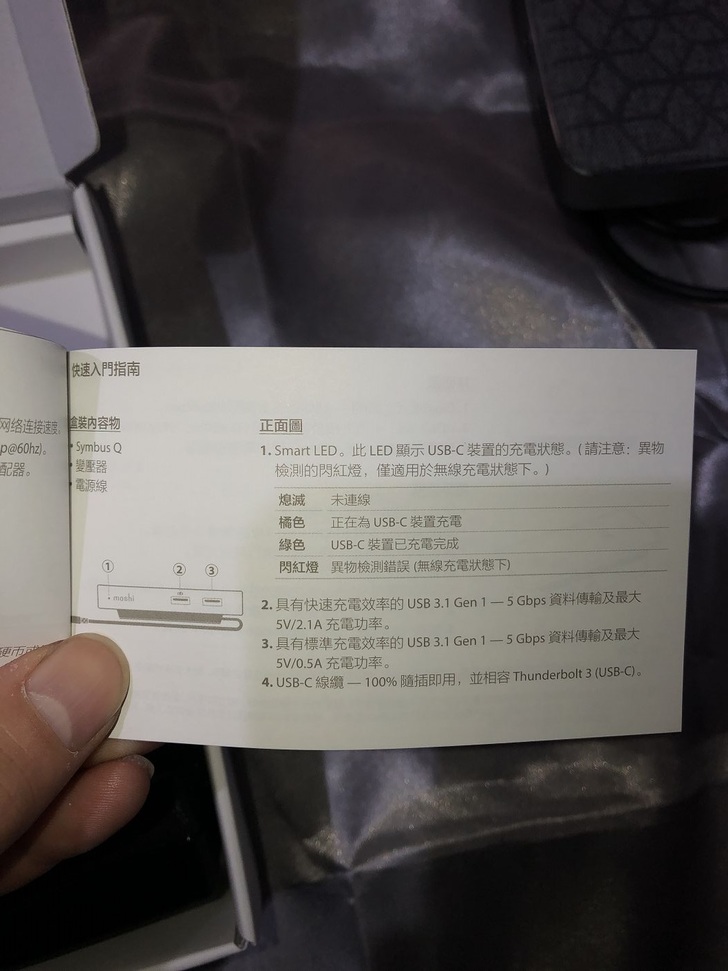 网络连接速度
p@60hz)。
配器。
硬币或
快速入門指南
盒裝內容物
• Symbus Q
• 變壓器
• 電源線
① ② ③
moshi
正面圖
1. Smart LED。此 LED 顯示 USB-C 裝置的充電狀態。( 請注意：異物
檢測的閃紅燈，僅適用於無線充電狀態下。)
熄滅 未連線
橘色 正在為 USB-C 裝置充電
綠色 USB-C 裝置已充電完成
閃紅燈 異物檢測錯誤 (無線充電狀態下)
2. 具有快速充電效率的 USB 3.1 Gen 1 — 5 Gbps 資料傳輸及最大
5V/2.1A 充電功率。
3. 具有標準充電效率的 USB 3.1 Gen 1 — 5 Gbps 資料傳輸及最大
5V/0.5A 充電功率。
4. USB-C 線纜 — 100% 隨插即用，並相容 Thunderbolt 3 (USB-C)。